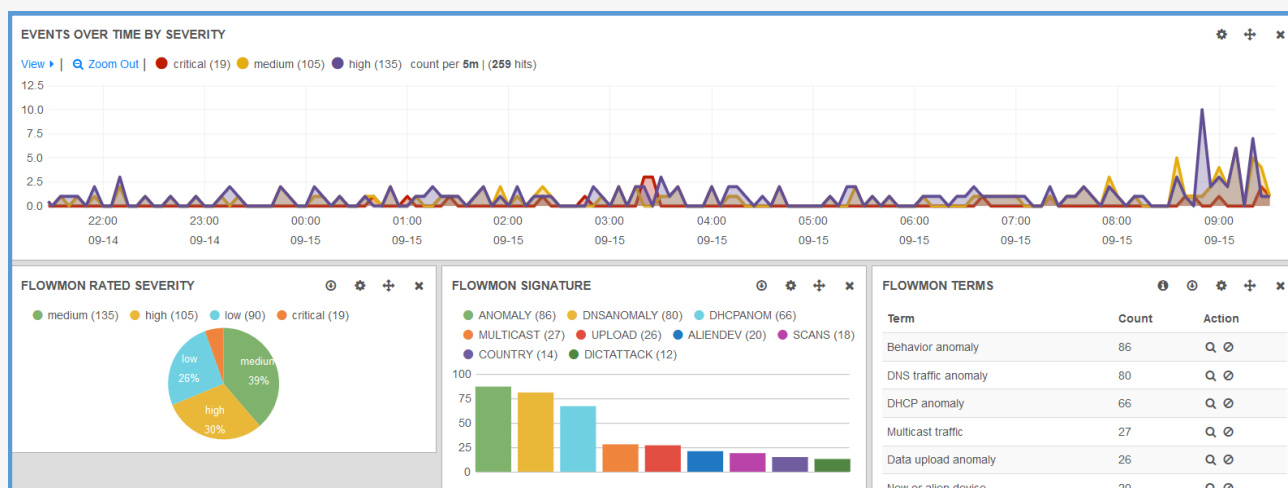 EVENTS OVER TIME BY SEVERITY
View | Zoom Out | critical (19) medium (105) high (135) count per 5m | (259 hits)
12.5
10.0
7.5
5.0
2.5
0.0
22:00 23:00 00:00 01:00 02:00 03:00 04:00 05:00 06:00 07:00 08:00 09:00
09-14 09-14 09-15 09-15 09-15 09-15 09-15 09-15 09-15 09-15 09-15 09-15
FLOWMON RATED SEVERITY
medium (135) high (105) low (90) critical (19)
low
26%
medium
39%
high
30%
FLOWMON SIGNATURE
ANOMALY (86) DNSANOMALY (80) DHCPANOM (66)
MULTICAST (27) UPLOAD (26) ALIENDEV (20) SCANS (18)
COUNTRY (14) DICTATTACK (12)
100
75
50
25
0
FLOWMON TERMS
Term Count Action
Behavior anomaly 86
DNS traffic anomaly 80
DHCP anomaly 66
Multicast traffic 27
Data upload anomaly 26
New or alien device 20